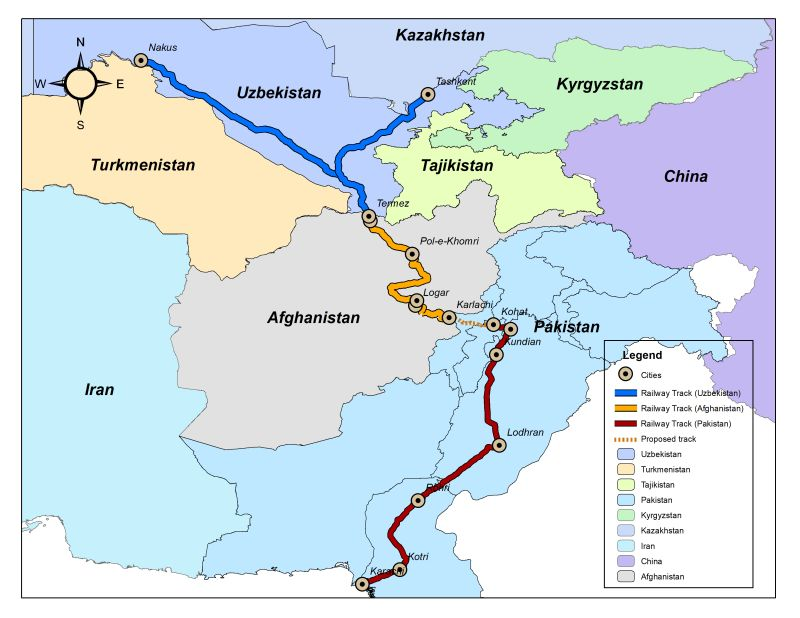 Kazakhstan
N
Nakus
W
E
S
Uzbekistan
Tashkent
Kyrgyzstan
Turkmenistan
Tajikistan
China
Termez
Pol-e-Khomri
Logar
Karlachi
Kohat
Afghanistan
Pakistan
Kundian
Iran
Lodhran
Kotri
Karachi
Legend
Cities
Railway Track (Uzbekistan)
Railway Track (Afghanistan)
Railway Track (Pakistan)
Proposed track
Uzbekistan
Turkmenistan
Tajikistan
Pakistan
Kyrgyzstan
Kazakhstan
Iran
China
Afghanistan